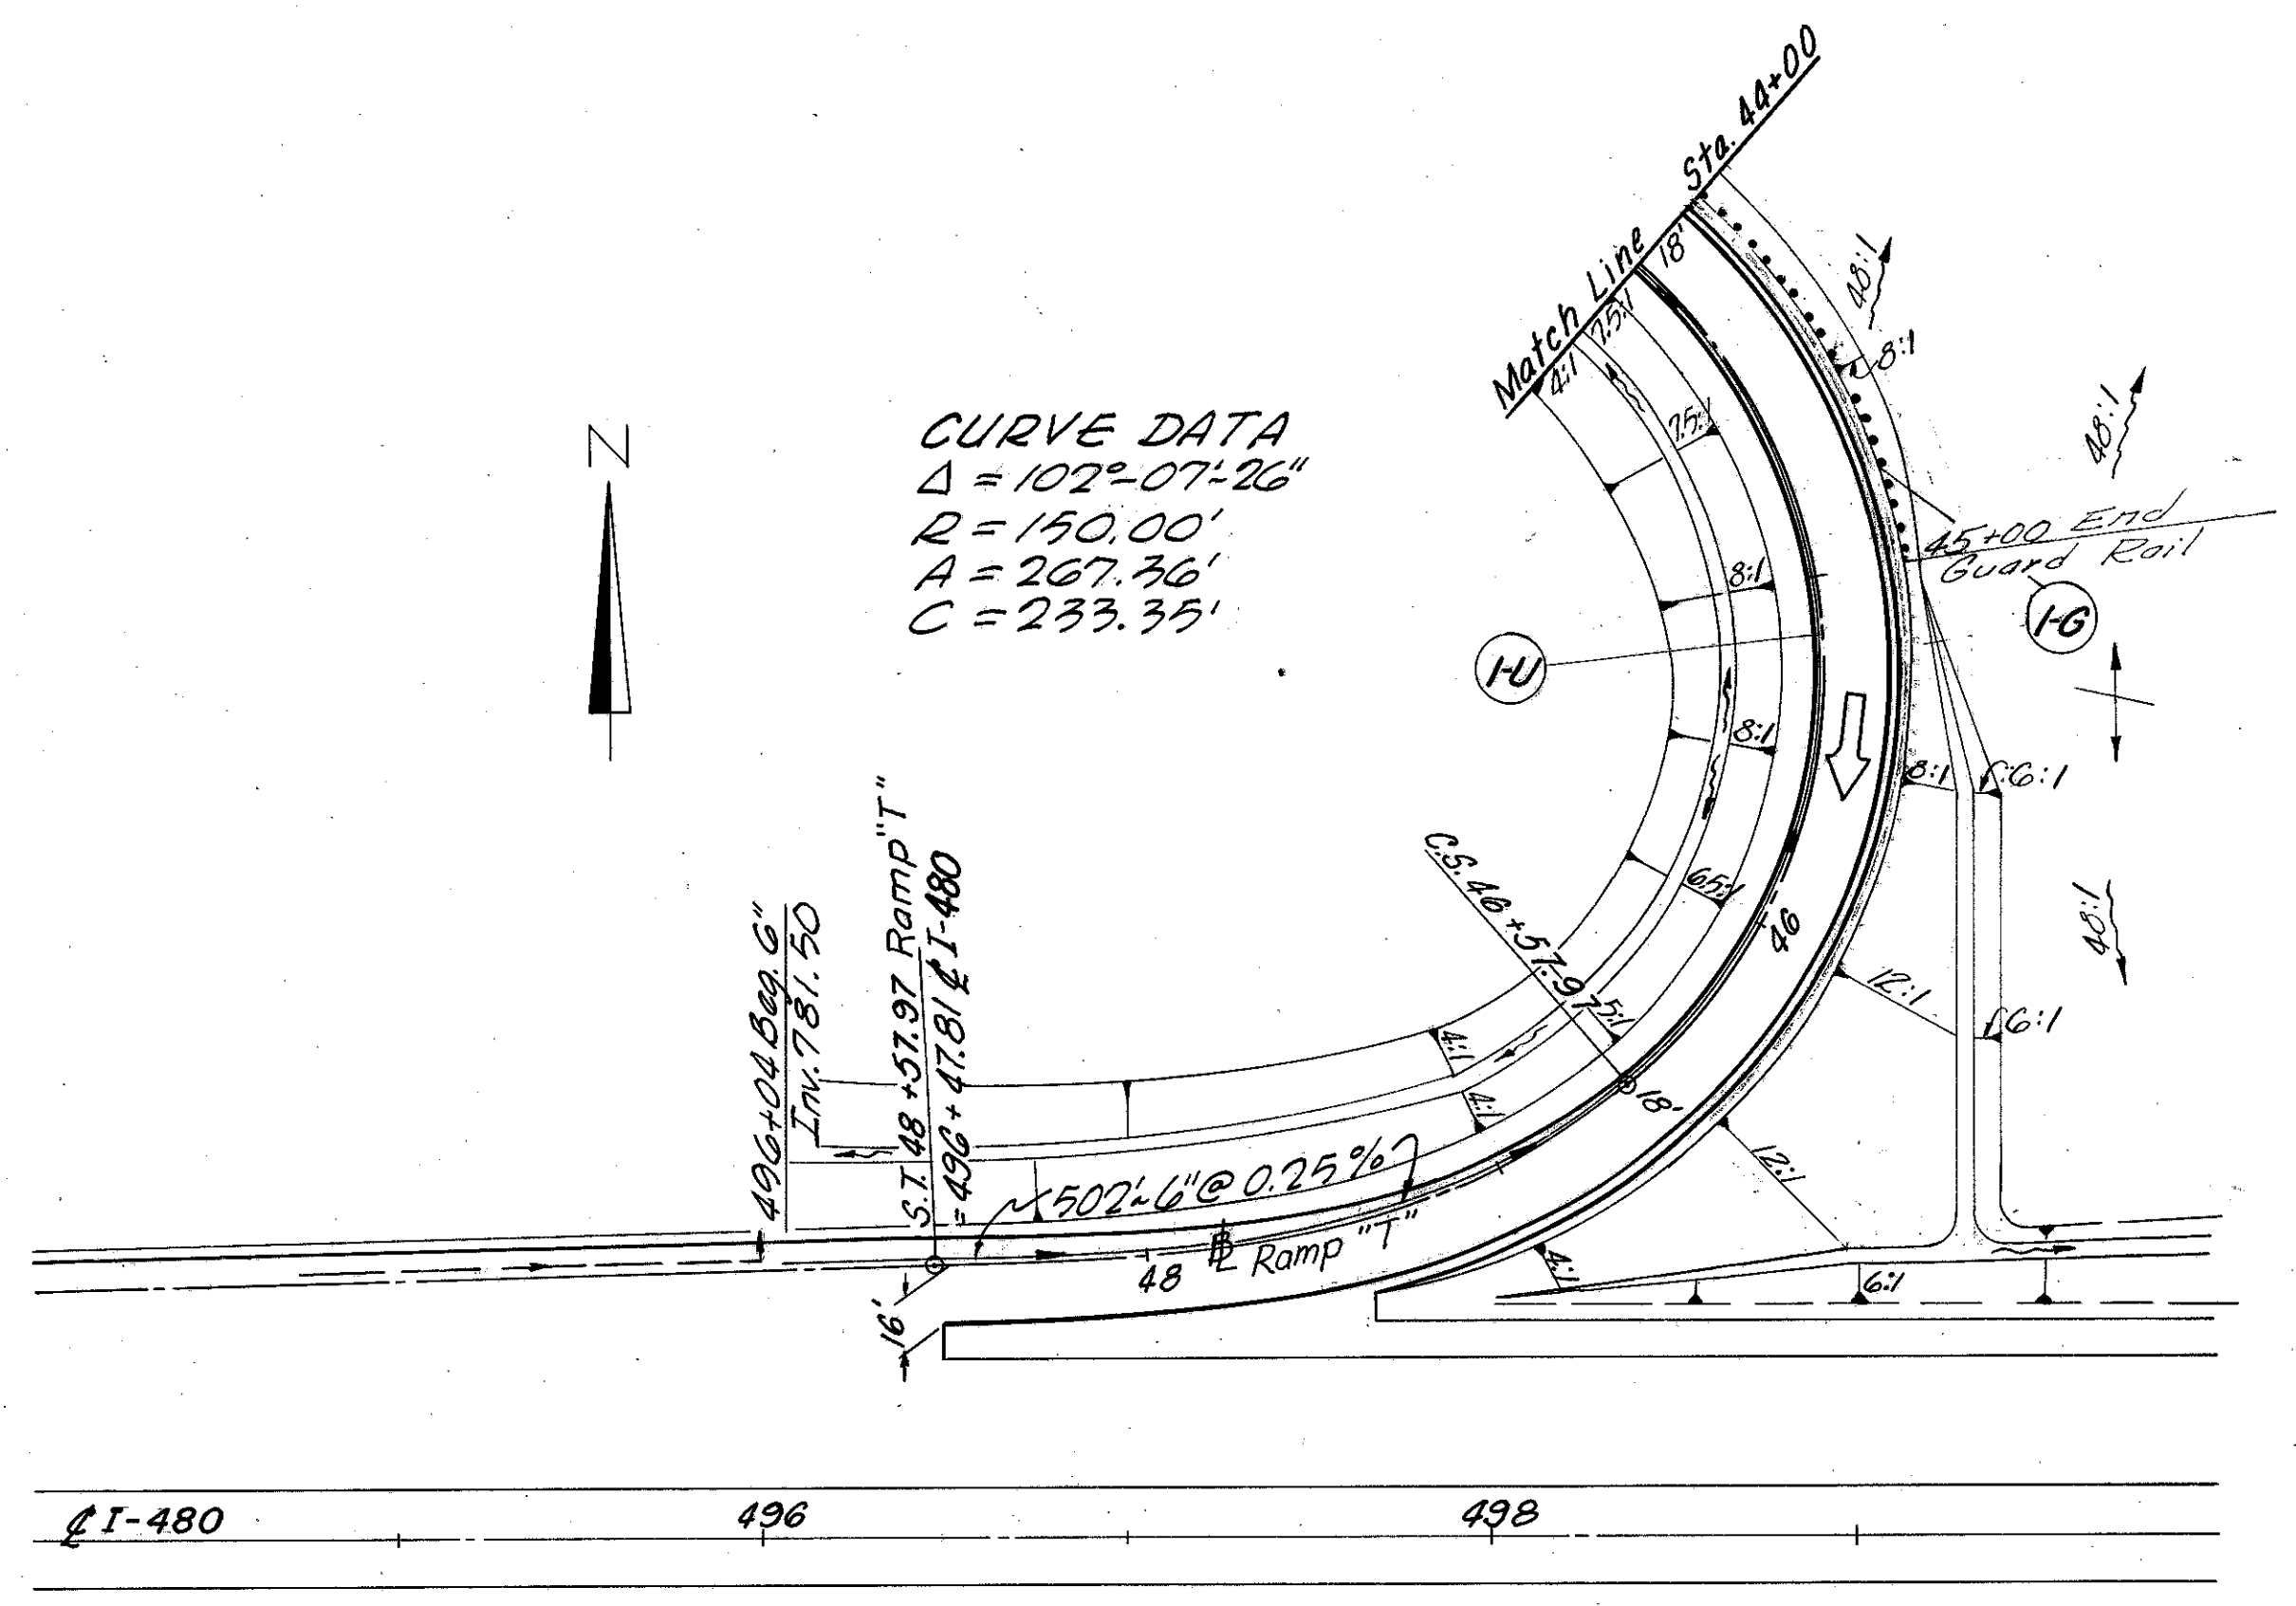 Match Line Sta. 44+00
18'
7.5:1
4:1
48:1
8:1
7.5:1
48:1
N
CURVE DATA
Δ = 102°-07'-26"
R = 150.00'
A = 267.36'
C = 233.35'
45+00 End
Guard Rail
8:1
1-G
1-U
8:1
8:1
6:1
6.5:1
C.S. 46+57.97
46
48:1
12:1
6:1
5:1
496+04 Beg. 6"
Inv. 781.50
S.T. 48+57.97 Ramp "T"
= 496+47.81 ℄ I-480
4:1
4:1
18'
12:1
502'-6" @ 0.25%
48
℄ Ramp "T"
4:1
6:1
16'
℄ I-480
496
498